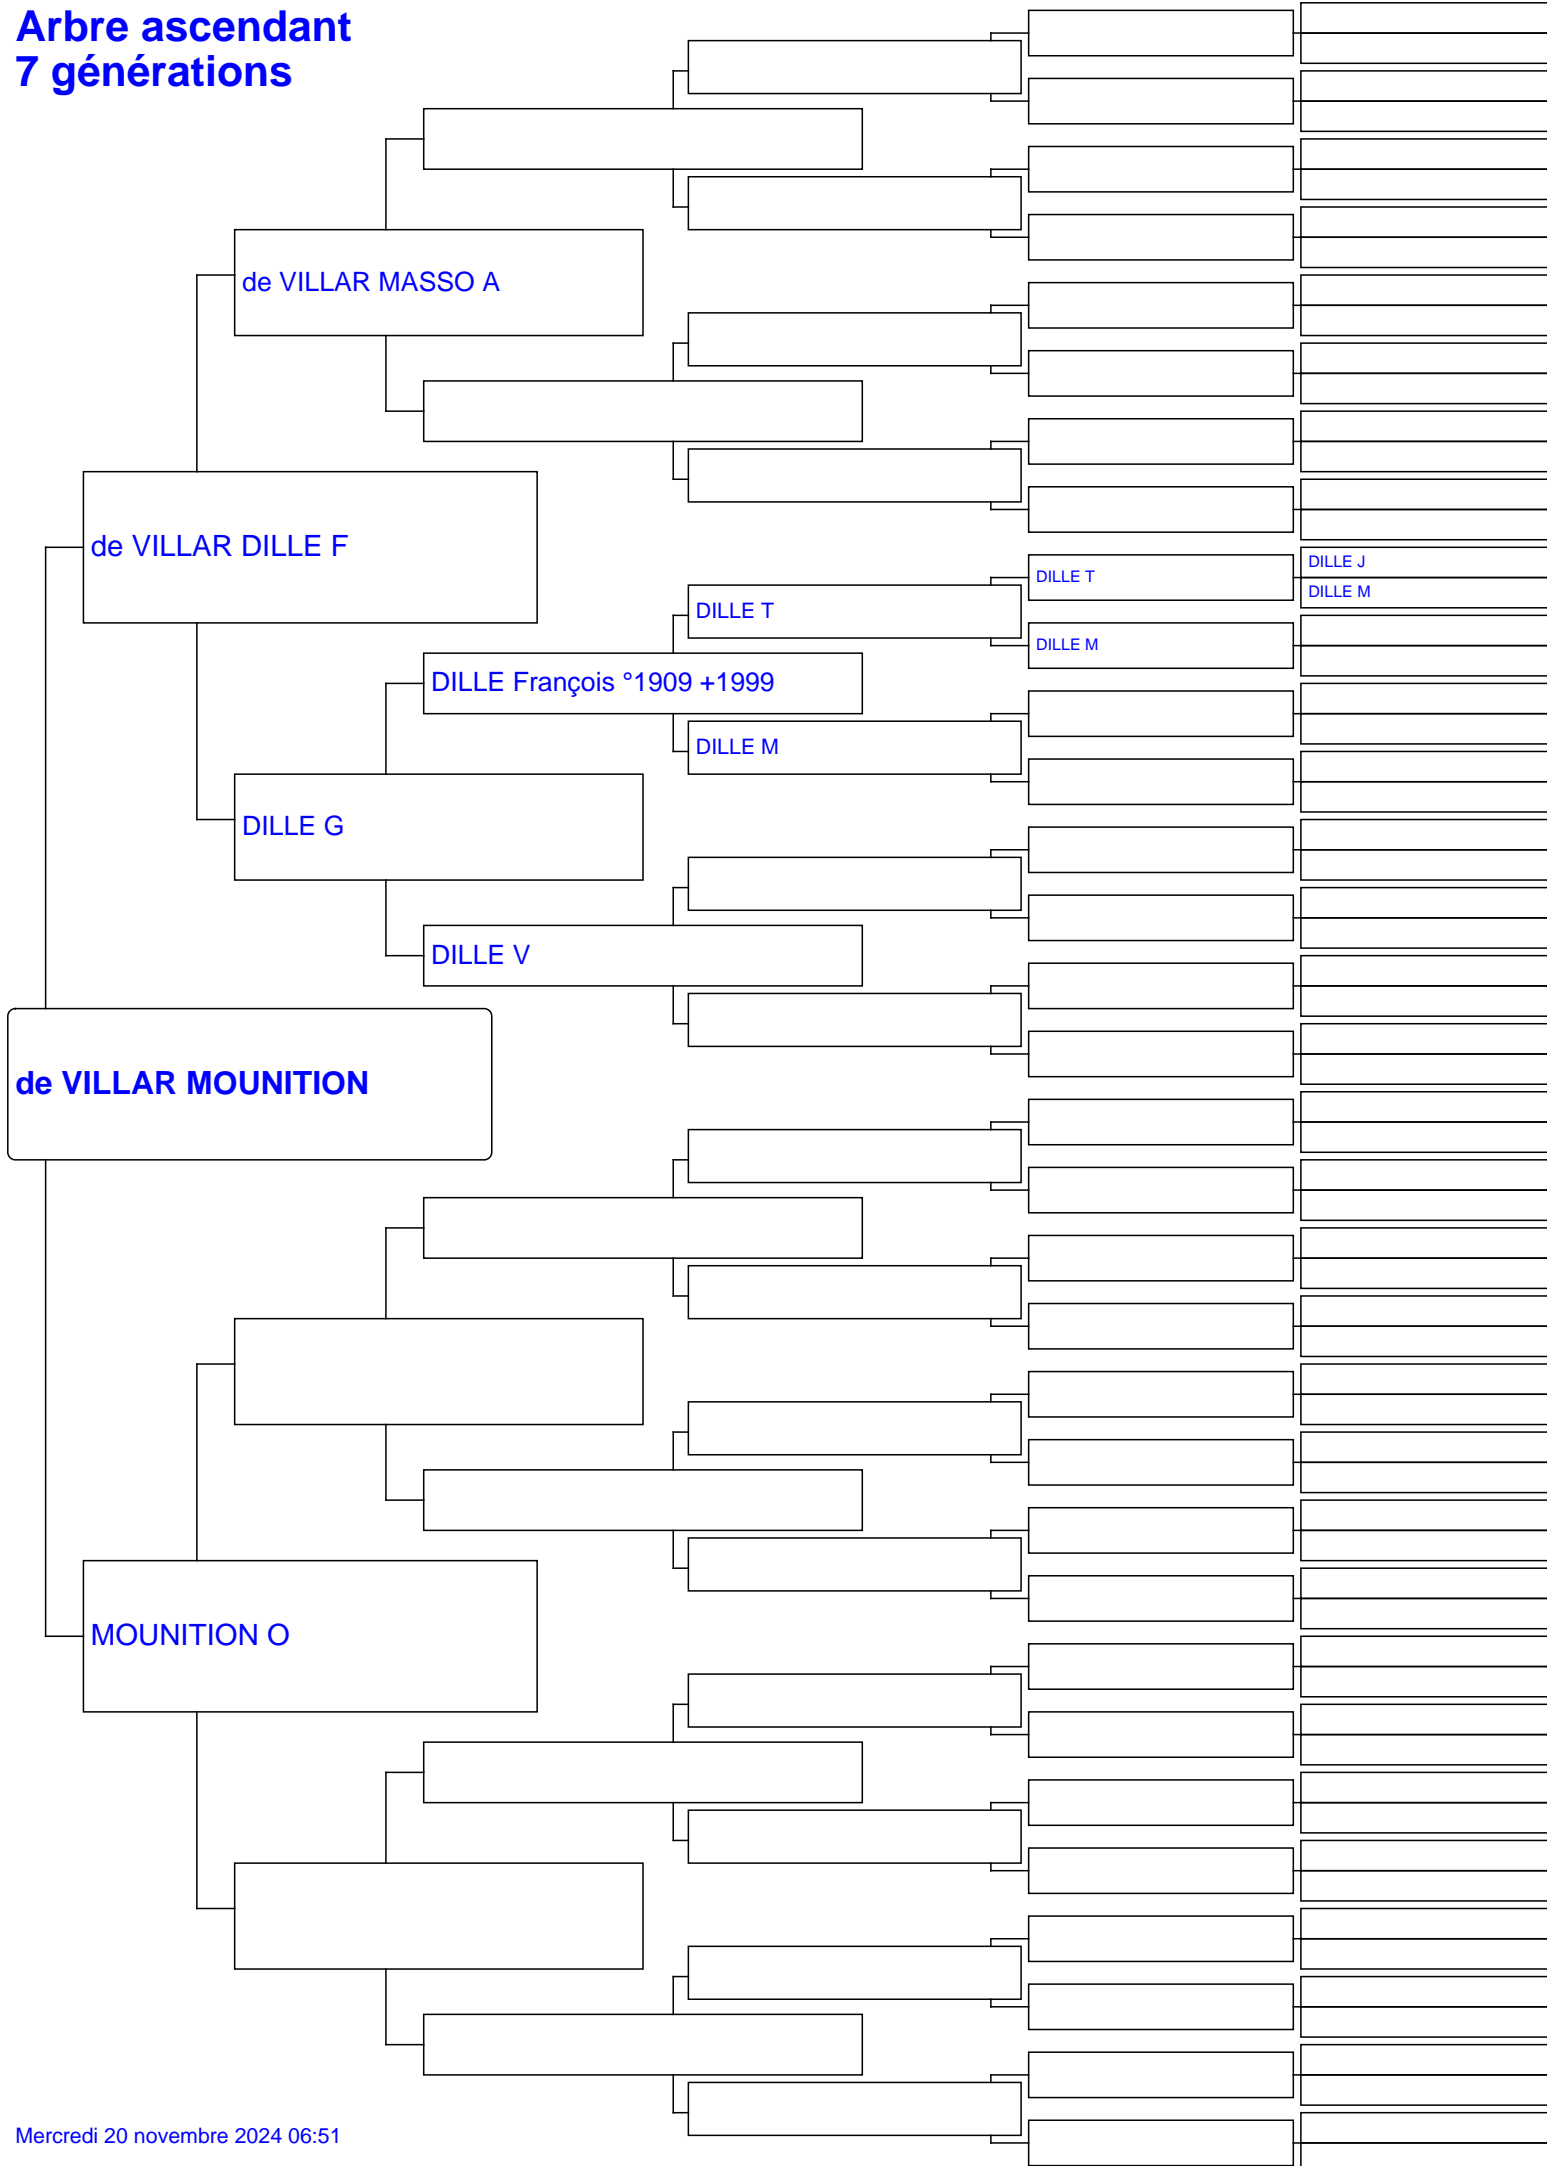 Arbre ascendant
7 générations
de VILLAR MASSO A
de VILLAR DILLE F
DILLE T
DILLE J
DILLE M
DILLE T
DILLE M
DILLE François °1909 +1999
DILLE M
DILLE G
DILLE V
de VILLAR MOUNITION
MOUNITION O
Mercredi 20 novembre 2024 06:51